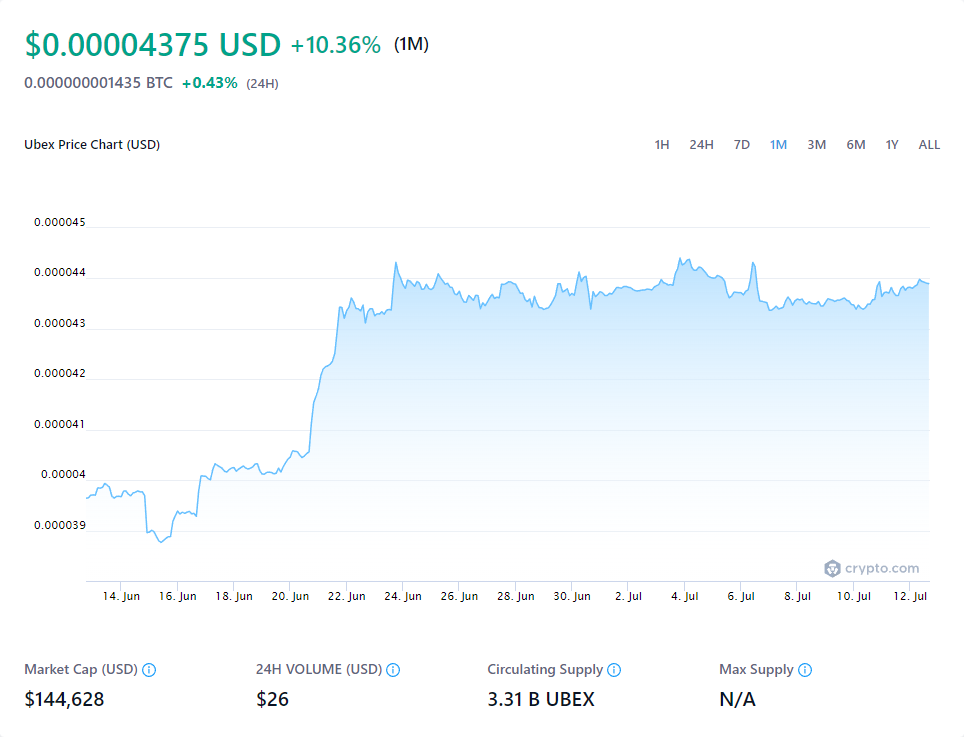 $0.00004375 USD +10.36% (1M)
0.000000001435 BTC +0.43% (24H)
Ubex Price Chart (USD) 1H 24H 7D 1M 3M 6M 1Y ALL
0.000045
0.000044
0.000043
0.000042
0.000041
0.00004
0.000039
crypto.com
14. Jun 16. Jun 18. Jun 20. Jun 22. Jun 24. Jun 26. Jun 28. Jun 30. Jun 2. Jul 4. Jul 6. Jul 8. Jul 10. Jul 12. Jul
Market Cap (USD) 24H VOLUME (USD) Circulating Supply Max Supply
$144,628 $26 3.31 B UBEX N/A